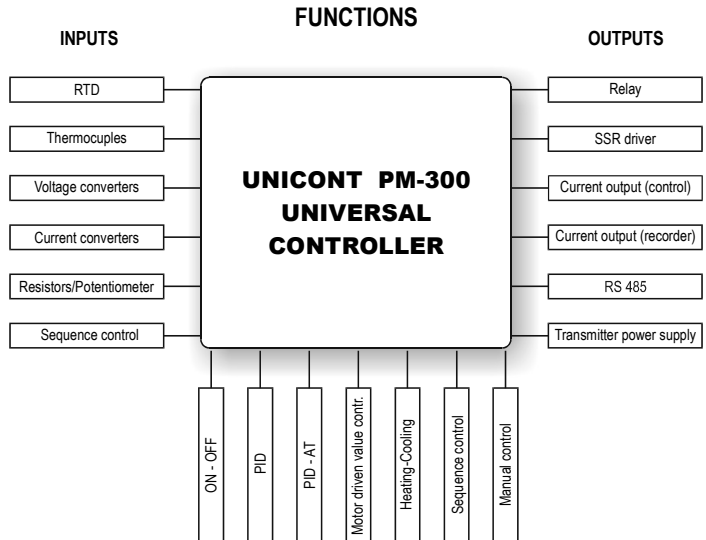 FUNCTIONS
INPUTS
OUTPUTS
RTD
Thermocuples
Voltage converters
Current converters
Resistors/Potentiometer
Sequence control
UNICONT PM-300
UNIVERSAL
CONTROLLER
Relay
SSR driver
Current output (control)
Current output (recorder)
RS 485
Transmitter power supply
ON - OFF
PID
PID - AT
Motor driven value contr.
Heating-Cooling
Sequence control
Manual control